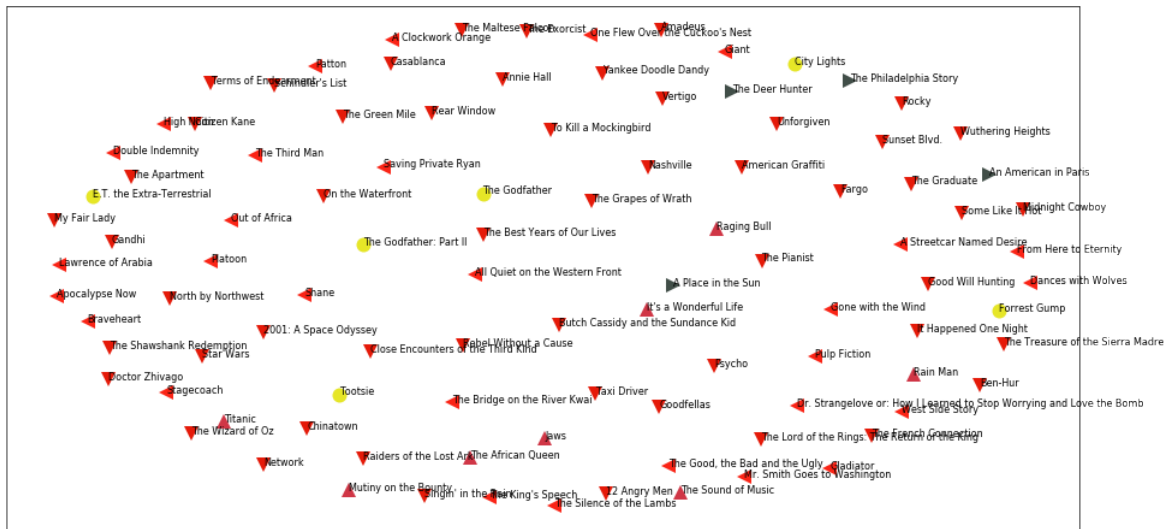 The Maltese Falcon
The Exorcist
Amadeus
One Flew Over the Cuckoo's Nest
A Clockwork Orange
Giant
Casablanca
Patton
City Lights
Yankee Doodle Dandy
Annie Hall
The Philadelphia Story
Terms of Endearment
Schindler's List
The Deer Hunter
Vertigo
Rocky
Rear Window
The Green Mile
High Noon
Citizen Kane
Unforgiven
To Kill a Mockingbird
Wuthering Heights
Sunset Blvd.
Double Indemnity
The Third Man
Saving Private Ryan
Nashville
American Graffiti
An American in Paris
The Apartment
The Graduate
Fargo
E.T. the Extra-Terrestrial
On the Waterfront
The Godfather
The Grapes of Wrath
Midnight Cowboy
Some Like It Hot
My Fair Lady
Out of Africa
Raging Bull
The Best Years of Our Lives
Gandhi
The Godfather: Part II
A Streetcar Named Desire
From Here to Eternity
Lawrence of Arabia
Platoon
The Pianist
All Quiet on the Western Front
A Place in the Sun
Good Will Hunting
Dances with Wolves
Apocalypse Now
North by Northwest
Shane
It's a Wonderful Life
Gone with the Wind
Forrest Gump
Braveheart
Butch Cassidy and the Sundance Kid
2001: A Space Odyssey
It Happened One Night
The Shawshank Redemption
Rebel Without a Cause
The Treasure of the Sierra Madre
Star Wars
Close Encounters of the Third Kind
Pulp Fiction
Psycho
Rain Man
Doctor Zhivago
Ben-Hur
Stagecoach
Tootsie
Taxi Driver
The Bridge on the River Kwai
Goodfellas
Dr. Strangelove or: How I Learned to Stop Worrying and Love the Bomb
West Side Story
Titanic
Chinatown
The Wizard of Oz
Jaws
The Lord of the Rings: The Return of the King
The French Connection
Network
Raiders of the Lost Ark
The African Queen
The Good, the Bad and the Ugly
Gladiator
Mr. Smith Goes to Washington
Mutiny on the Bounty
Singin' in the Rain
The King's Speech
12 Angry Men
The Sound of Music
The Silence of the Lambs